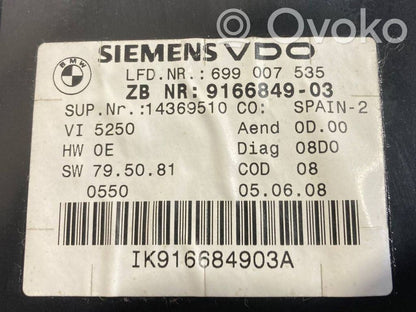 Ovoko
BMW
SIEMENS VDO
LFD.NR.: 699 007 535
ZB NR: 9166849-03
SUP.Nr.:14369510 CO: SPAIN-2
VI 5250 Aend 0D.00
HW 0E Diag 08D0
SW 79.50.81 COD 08
0550 05.06.08
IK916684903A